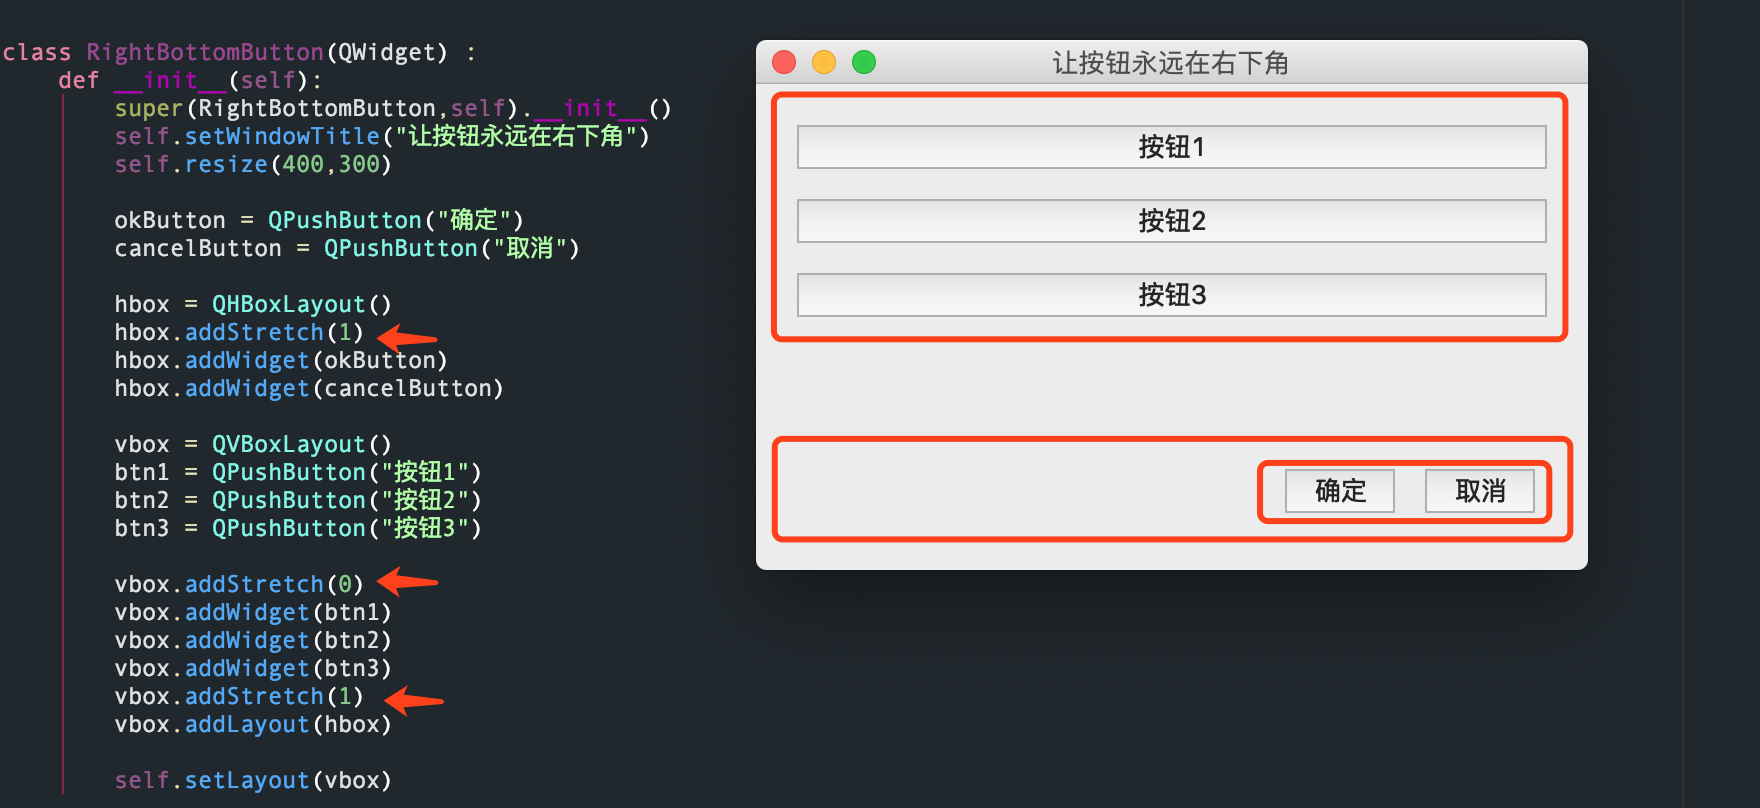 class RightBottomButton(QWidget) :
def __init__(self):
super(RightBottomButton,self).__init__()
self.setWindowTitle("让按钮永远在右下角")
self.resize(400,300)
okButton = QPushButton("确定")
cancelButton = QPushButton("取消")
hbox = QHBoxLayout()
hbox.addStretch(1)
hbox.addWidget(okButton)
hbox.addWidget(cancelButton)
vbox = QVBoxLayout()
btn1 = QPushButton("按钮1")
btn2 = QPushButton("按钮2")
btn3 = QPushButton("按钮3")
vbox.addStretch(0)
vbox.addWidget(btn1)
vbox.addWidget(btn2)
vbox.addWidget(btn3)
vbox.addStretch(1)
vbox.addLayout(hbox)
self.setLayout(vbox)
让按钮永远在右下角
按钮1
按钮2
按钮3
确定 取消